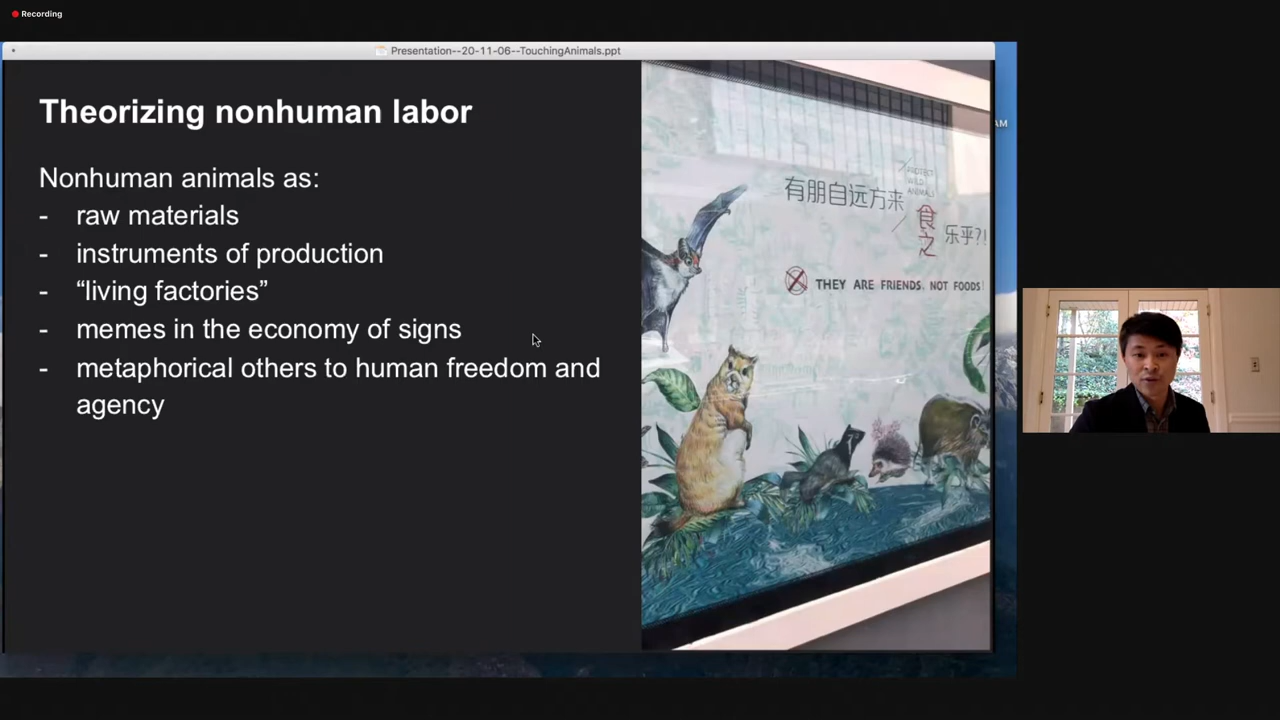 Recording
Presentation--20-11-06--TouchingAnimals.ppt
AM
Theorizing nonhuman labor
Nonhuman animals as:
- raw materials
- instruments of production
- “living factories”
- memes in the economy of signs
- metaphorical others to human freedom and
agency
PROTECT
WILD
ANIMALS
有朋自远方来
食之
乐乎?!
THEY ARE FRIENDS, NOT FOODS!